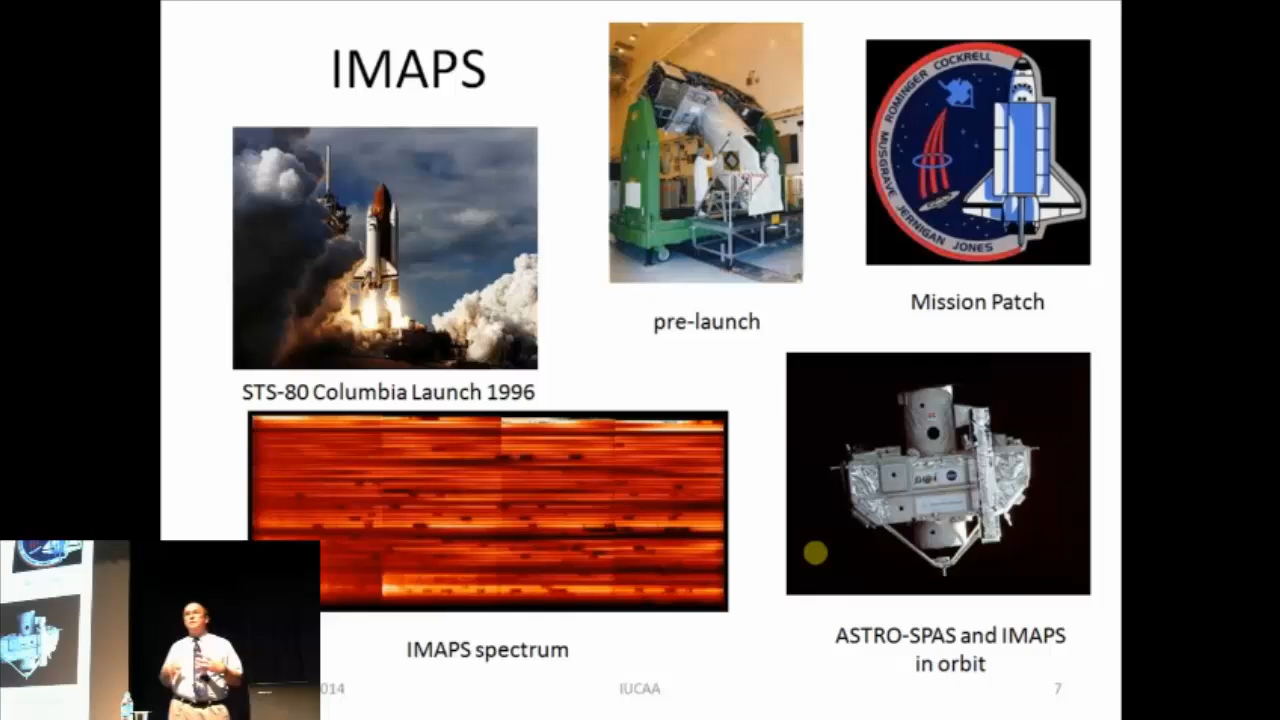 IMAPS
ROMINGER COCKRELL
MUSGRAVE JERNIGAN JONES
pre-launch
Mission Patch
STS-80 Columbia Launch 1996
IMAPS spectrum
ASTRO-SPAS and IMAPS
in orbit
014
IUCAA
7